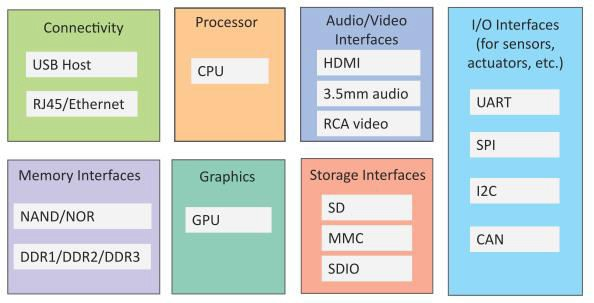 Connectivity
USB Host
RJ45/Ethernet
Processor
CPU
Audio/Video
Interfaces
HDMI
3.5mm audio
RCA video
I/O Interfaces
(for sensors,
actuators, etc.)
UART
SPI
I2C
CAN
Memory Interfaces
NAND/NOR
DDR1/DDR2/DDR3
Graphics
GPU
Storage Interfaces
SD
MMC
SDIO